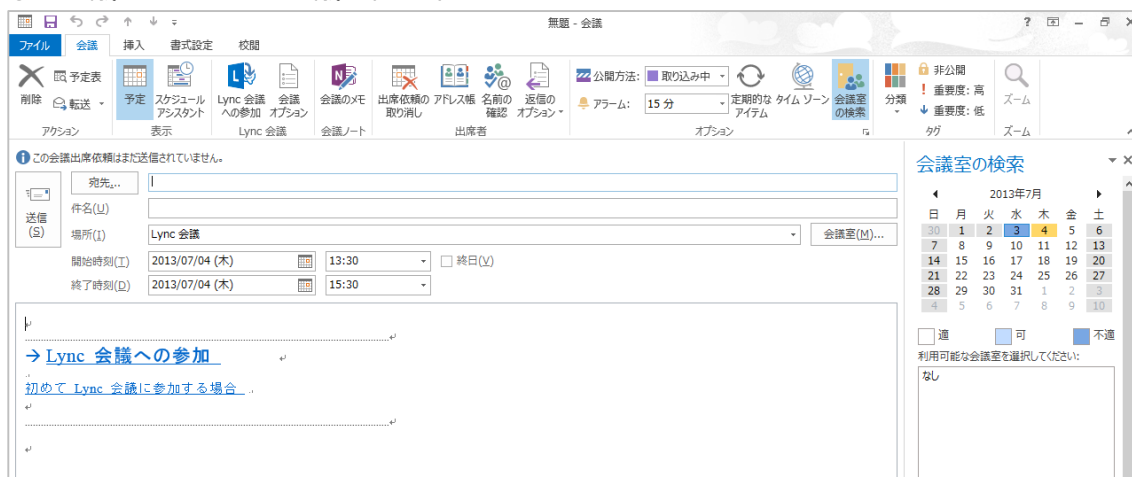 無題 - 会議
ファイル 会議 挿入 書式設定 校閲
削除
予定表
転送
アクション
予定
スケジュール
アシスタント
表示
Lync 会議
への参加
会議
オプション
Lync 会議
会議のメモ
会議ノート
出席依頼の
取り消し
アドレス帳
名前の
確認
返信の
オプション
出席者
公開方法: 取り込み中
アラーム: 15 分
定期的な
アイテム
タイム ゾーン
会議室
の検索
オプション
分類
非公開
重要度: 高
重要度: 低
タグ
ズーム
ズーム
この会議出席依頼はまだ送信されていません。
送信
(S)
宛先...
件名(U)
場所(I) Lync 会議 会議室(M)...
開始時刻(T) 2013/07/04 (木) 13:30 終日(V)
終了時刻(D) 2013/07/04 (木) 15:30
→ Lync 会議への参加
初めて Lync 会議に参加する場合
会議室の検索
2013年7月
日 月 火 水 木 金 土
30 1 2 3 4 5 6
7 8 9 10 11 12 13
14 15 16 17 18 19 20
21 22 23 24 25 26 27
28 29 30 31 1 2 3
4 5 6 7 8 9 10
適 可 不適
利用可能な会議室を選択してください:
なし